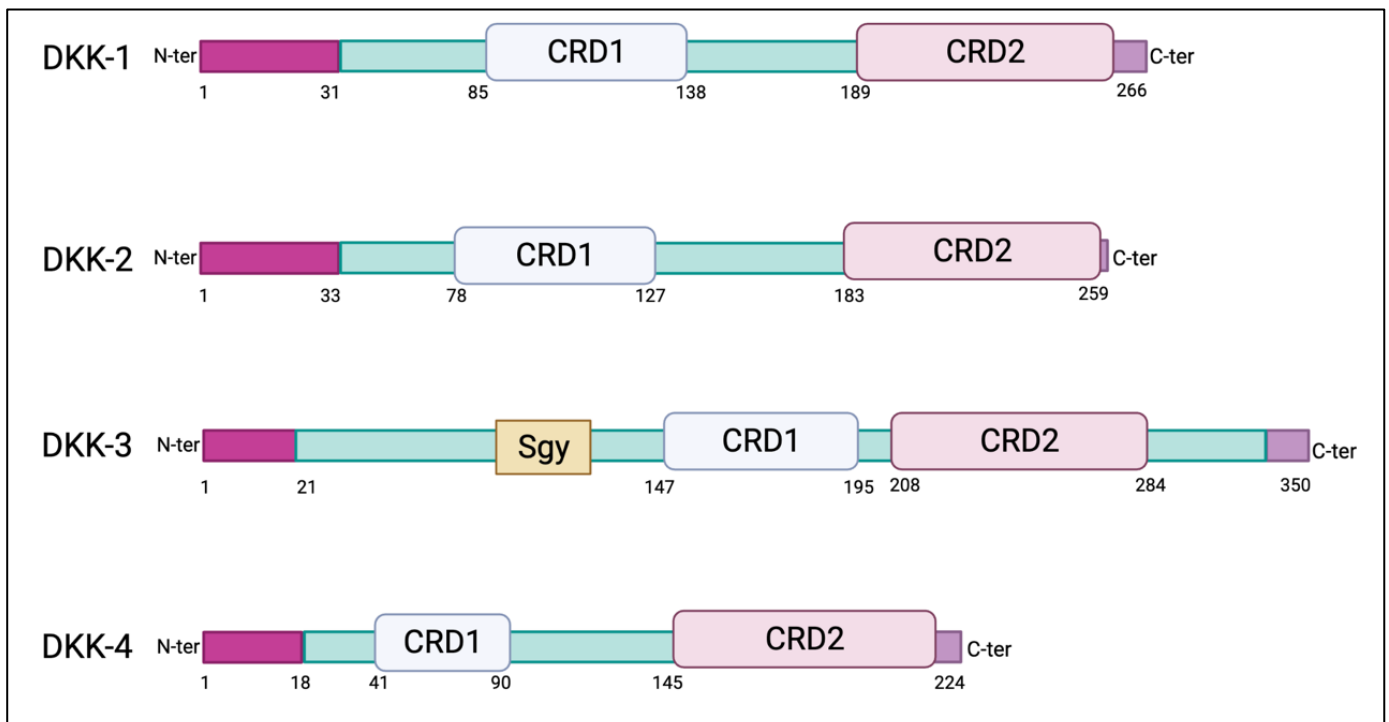 DKK-1 N-ter CRD1 CRD2 C-ter
1 31 85 138 189 266
DKK-2 N-ter CRD1 CRD2 C-ter
1 33 78 127 183 259
DKK-3 N-ter Sgy CRD1 CRD2 C-ter
1 21 147 195 208 284 350
DKK-4 N-ter CRD1 CRD2 C-ter
1 18 41 90 145 224